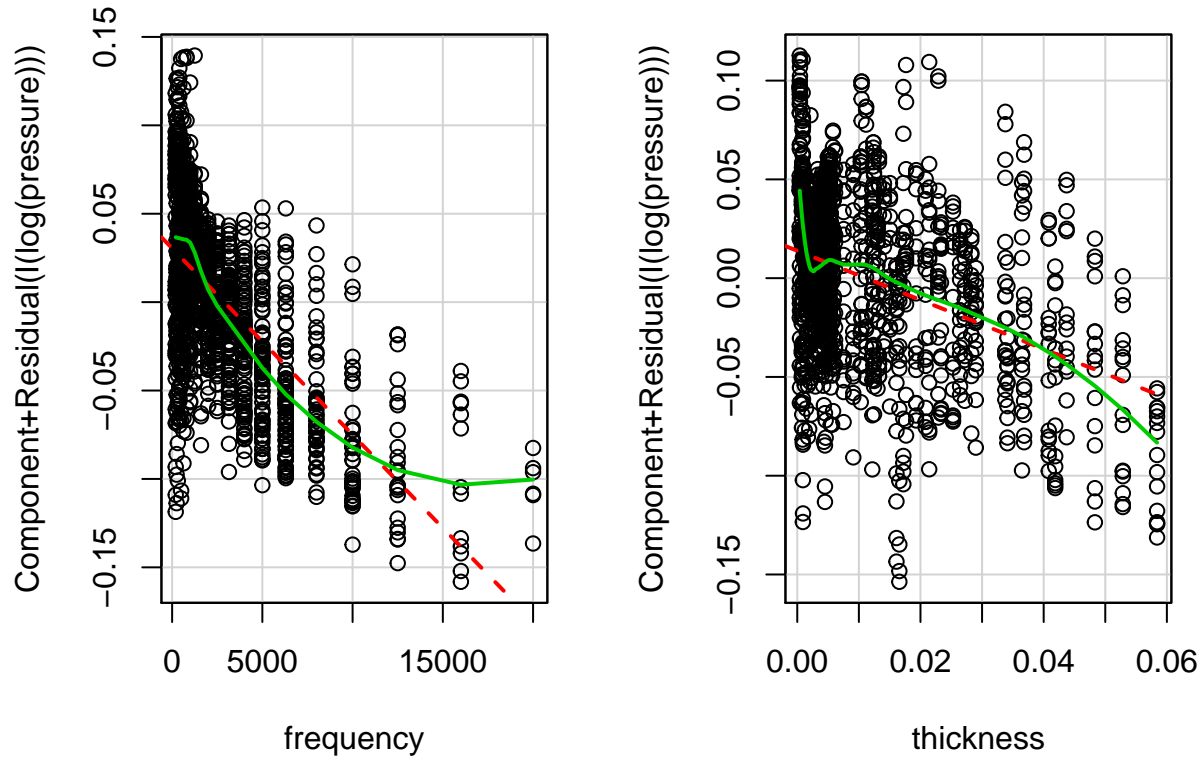 Component+Residual(I(log(pressure)))
0.15
0.05
−0.05
−0.15
0 5000 15000
frequency
Component+Residual(I(log(pressure)))
0.10
0.05
0.00
−0.05
−0.15
0.00 0.02 0.04 0.06
thickness